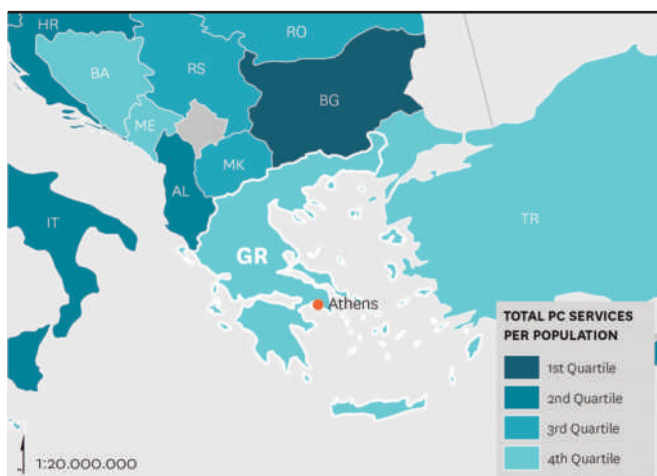 HR
RO
BA
RS
BG
ME
MK
AL
IT
TR
GR
Athens
TOTAL PC SERVICES
PER POPULATION
1st Quartile
2nd Quartile
3rd Quartile
4th Quartile
1:20.000.000